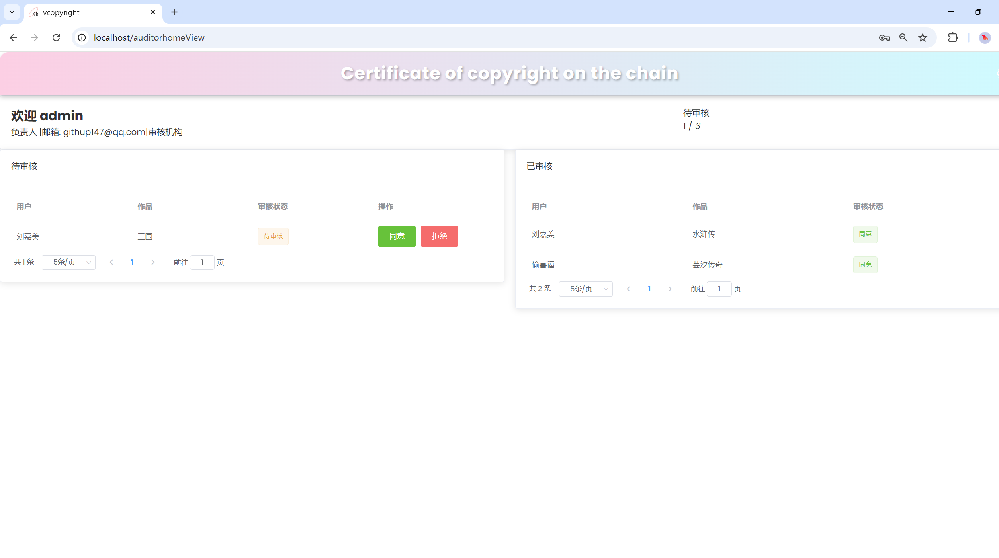 vcopyright
localhost/auditorhomeView
Certificate of copyright on the chain
欢迎 admin
负责人 |邮箱: githup147@qq.com|审核机构
待审核
1 / 3
待审核
用户 作品 审核状态 操作
刘嘉美 三国 待审核 同意 拒绝
共 1 条 5条/页 1 前往 1 页
已审核
用户 作品 审核状态
刘嘉美 水浒传 同意
愉喜福 芸汐传奇 同意
共 2 条 5条/页 1 前往 1 页